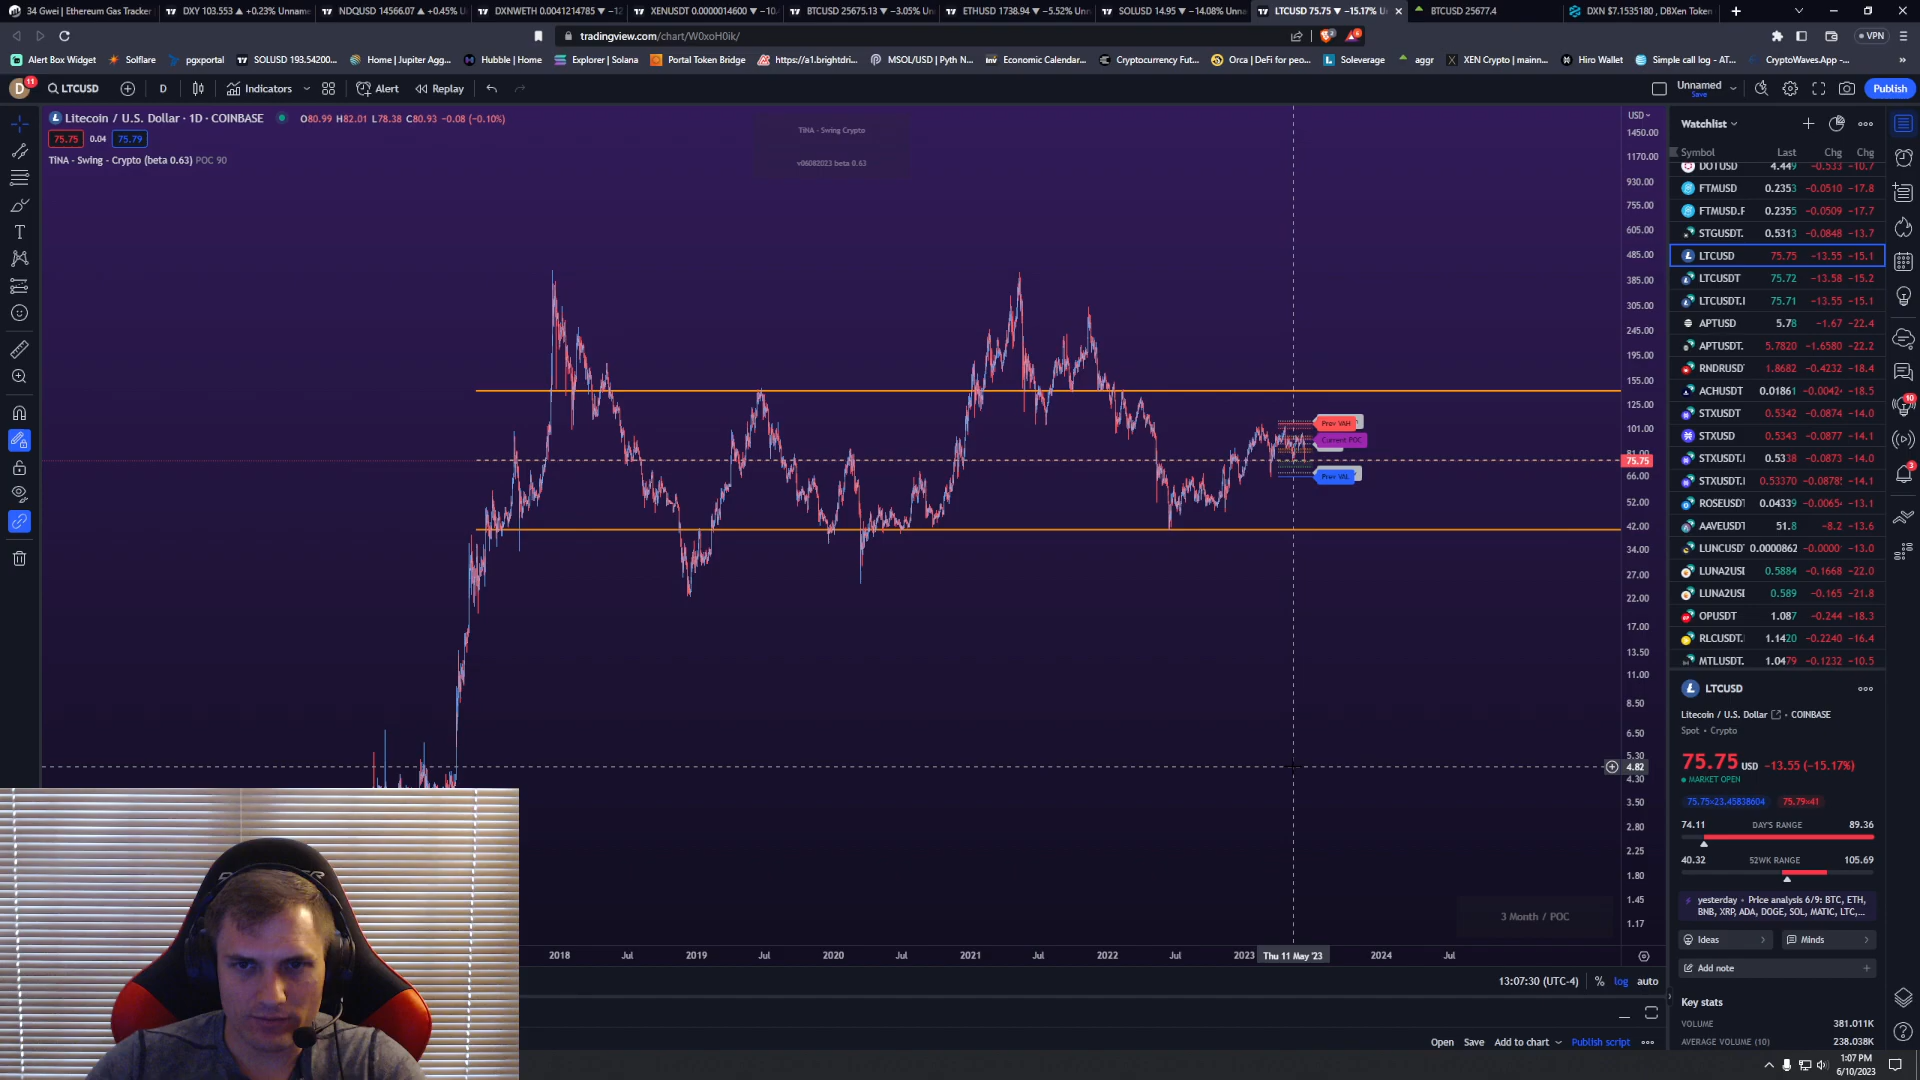 34 Gwei | Ethereum Gas Tracker
DXY 103.553 ▲ +0.23% Unname
NDQUSD 14566.07 ▲ +0.45% U
DXNWETH 0.0041214785 ▼ −12
XENUSDT 0.0000014600 ▼ −10.
BTCUSD 25675.13 ▼ −3.05% Un
ETHUSD 1738.94 ▼ −5.52% Unn
SOLUSD 14.95 ▼ −14.08% Unna
LTCUSD 75.75 ▼ −15.17% U
BTCUSD 25677.4
DXN $7.1535180 , DBXen Token
tradingview.com/chart/W0xoH0ik/
VPN
Alert Box Widget
Solflare
pgxportal
SOLUSD 193.54200...
Home | Jupiter Agg...
Hubble | Home
Explorer | Solana
Portal Token Bridge
https://a1.brightdri...
MSOL/USD | Pyth N...
Economic Calendar...
Cryptocurrency Fut...
Orca | DeFi for peo...
Soleverage
aggr
XEN Crypto | mainn...
Hiro Wallet
Simple call log - AT...
CryptoWaves.App -...
D
11
LTCUSD
D
Indicators
Alert
Replay
Unnamed
Save
Publish
Litecoin / U.S. Dollar · 1D · COINBASE
O80.99 H82.01 L78.38 C80.93 −0.08 (−0.10%)
75.75
0.04
75.79
TINA - Swing - Crypto (beta 0.63) POC 90
TINA - Swing Crypto
v06082023 beta 0.63
USD
1450.00
1170.00
930.00
755.00
605.00
485.00
385.00
305.00
245.00
195.00
155.00
125.00
101.00
81.00
75.75
66.00
52.00
42.00
34.00
27.00
22.00
17.00
13.50
11.00
8.50
6.50
5.30
4.82
4.30
3.50
2.80
2.25
1.80
1.45
1.17
Prev VAH
Current POC
Prev VAL
3 Month / POC
2018
Jul
2019
Jul
2020
Jul
2021
Jul
2022
Jul
2023
Thu 11 May '23
2024
Jul
13:07:30 (UTC-4)
%
log
auto
Open
Save
Add to chart
Publish script
Watchlist
Symbol Last Chg Chg
DOTUSD 4.449 −0.533 −10.7
FTMUSD 0.2353 −0.0510 −17.8
FTMUSD.F 0.2355 −0.0509 −17.7
STGUSDT. 0.5313 −0.0848 −13.7
LTCUSD 75.75 −13.55 −15.1
LTCUSDT 75.72 −13.58 −15.2
LTCUSDT.I 75.71 −13.55 −15.1
APTUSD 5.78 −1.67 −22.4
APTUSDT. 5.7820 −1.6580 −22.2
RNDRUSDT 1.8682 −0.4232 −18.4
ACHUSDT 0.01861 −0.0042 −18.5
STXUSDT 0.5342 −0.0874 −14.0
STXUSD 0.5343 −0.0877 −14.1
STXUSDT.I 0.5338 −0.0873 −14.0
STXUSDT.I 0.53370 −0.0878 −14.1
ROSEUSDT 0.04339 −0.0065 −13.1
AAVEUSDT 51.8 −8.2 −13.6
LUNCUSDT 0.0000862 −0.0000 −13.0
LUNA2USI 0.5884 −0.1668 −22.0
LUNA2USI 0.589 −0.165 −21.8
OPUSDT 1.087 −0.244 −18.3
RLCUSDT. 1.1420 −0.2240 −16.4
MTLUSDT. 1.0479 −0.1232 −10.5
LTCUSD
Litecoin / U.S. Dollar · COINBASE
Spot · Crypto
75.75 USD −13.55 (−15.17%)
MARKET OPEN
75.75×23.45838604
75.79×41
74.11 DAY'S RANGE 89.36
40.32 52WK RANGE 105.69
yesterday · Price analysis 6/9: BTC, ETH,
BNB, XRP, ADA, DOGE, SOL, MATIC, LTC,...
Ideas
Minds
Add note
Key stats
VOLUME 381.011K
AVERAGE VOLUME (10) 238.038K
10
3
1:07 PM
6/10/2023